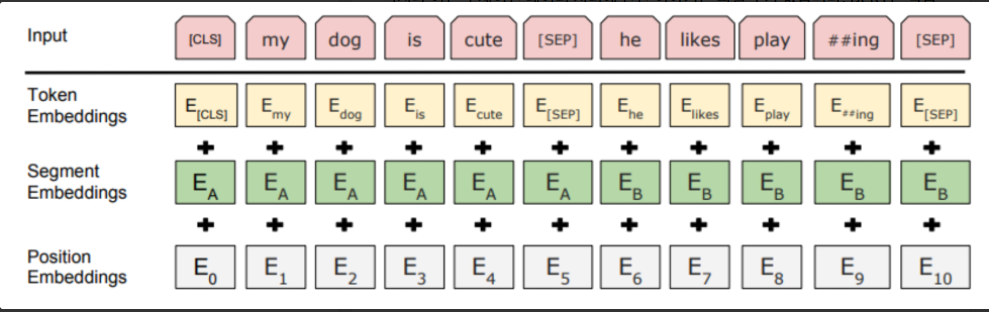 Input [CLS] my dog is cute [SEP] he likes play ##ing [SEP]
Token Embeddings E[CLS] Emy Edog Eis Ecute E[SEP] Ehe Elikes Eplay E##ing E[SEP]
+ + + + + + + + + + +
Segment Embeddings EA EA EA EA EA EA EB EB EB EB EB
+ + + + + + + + + + +
Position Embeddings E0 E1 E2 E3 E4 E5 E6 E7 E8 E9 E10